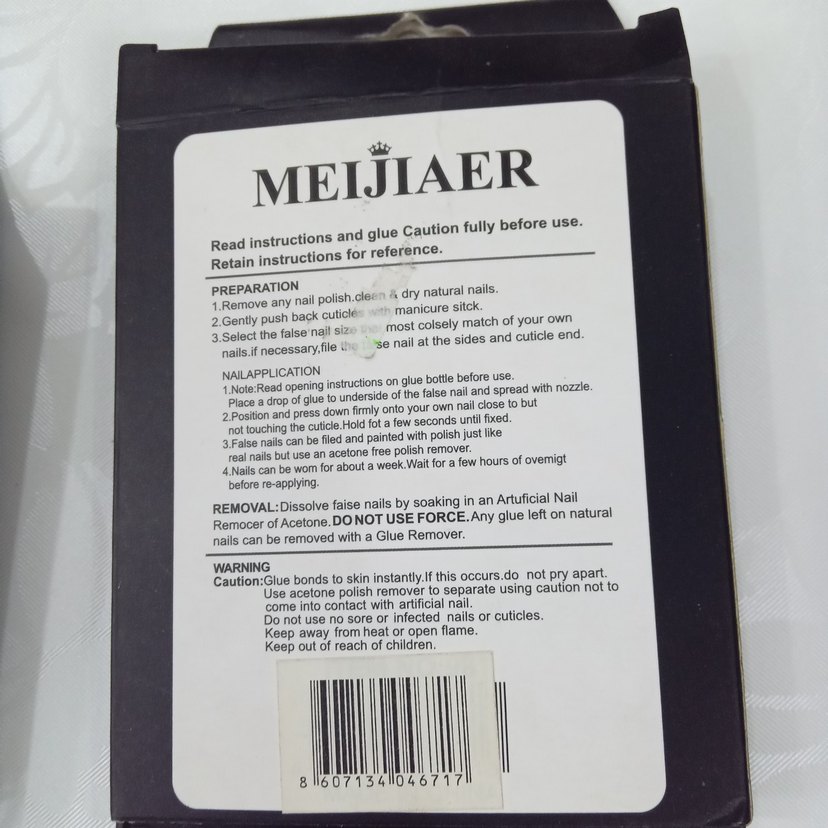 MEIJIAER
Read instructions and glue Caution fully before use.
Retain instructions for reference.
PREPARATION
1.Remove any nail polish.clean & dry natural nails.
2.Gently push back cuticles with manicure sitck.
3.Select the false nail size that most colsely match of your own
nails.if necessary,file the false nail at the sides and cuticle end.
NAILAPPLICATION
1.Note:Read opening instructions on glue bottle before use.
Place a drop of glue to underside of the false nail and spread with nozzle.
2.Position and press down firmly onto your own nail close to but
not touching the cuticle.Hold fot a few seconds until fixed.
3.False nails can be filed and painted with polish just like
real nails but use an acetone free polish remover.
4.Nails can be wom for about a week.Wait for a few hours of ovemigt
before re-applying.
REMOVAL:Dissolve faise nails by soaking in an Artuficial Nail
Remocer of Acetone.DO NOT USE FORCE.Any glue left on natural
nails can be removed with a Glue Remover.
WARNING
Caution:Glue bonds to skin instantly.If this occurs.do not pry apart.
Use acetone polish remover to separate using caution not to
come into contact with artificial nail.
Do not use no sore or infected nails or cuticles.
Keep away from heat or open flame.
Keep out of reach of children.
8 607134 046717